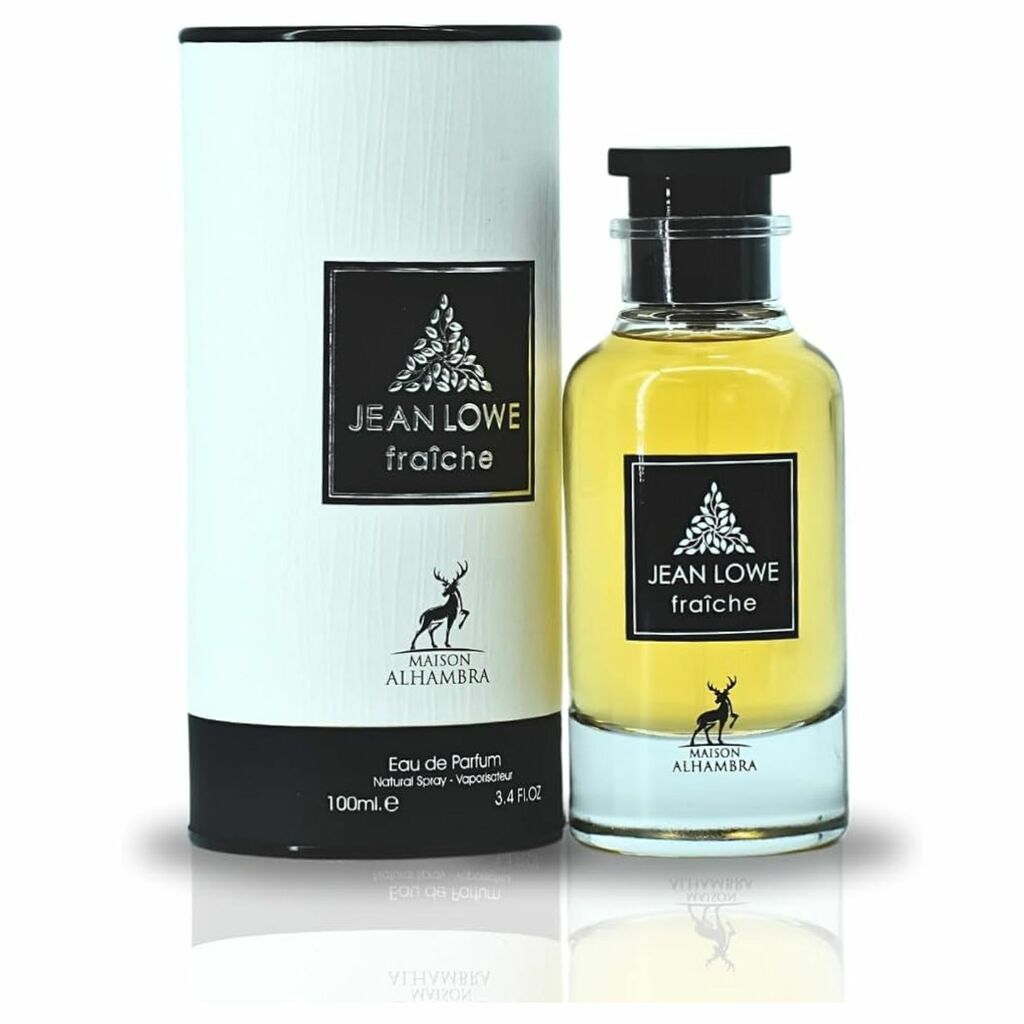 JEAN LOWE
fraîche
MAISON
ALHAMBRA
Eau de Parfum
Natural Spray - Vaporisateur
100ml.e 3.4 Fl.OZ
JEAN LOWE
fraîche
MAISON
ALHAMBRA